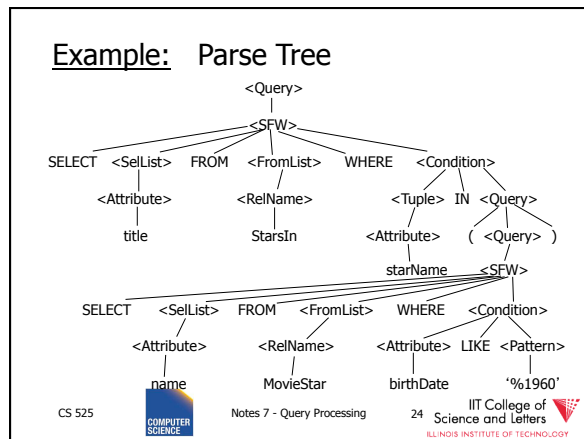 Example: Parse Tree
<Query>
<SFW>
SELECT <SelList> FROM <FromList> WHERE <Condition>
<Attribute> <RelName> <Tuple> IN <Query>
title StarsIn <Attribute> ( <Query> )
starName <SFW>
SELECT <SelList> FROM <FromList> WHERE <Condition>
<Attribute> <RelName> <Attribute> LIKE <Pattern>
name MovieStar birthDate ‘%1960’
CS 525 COMPUTER SCIENCE Notes 7 - Query Processing 24 IIT College of
Science and Letters
ILLINOIS INSTITUTE OF TECHNOLOGY